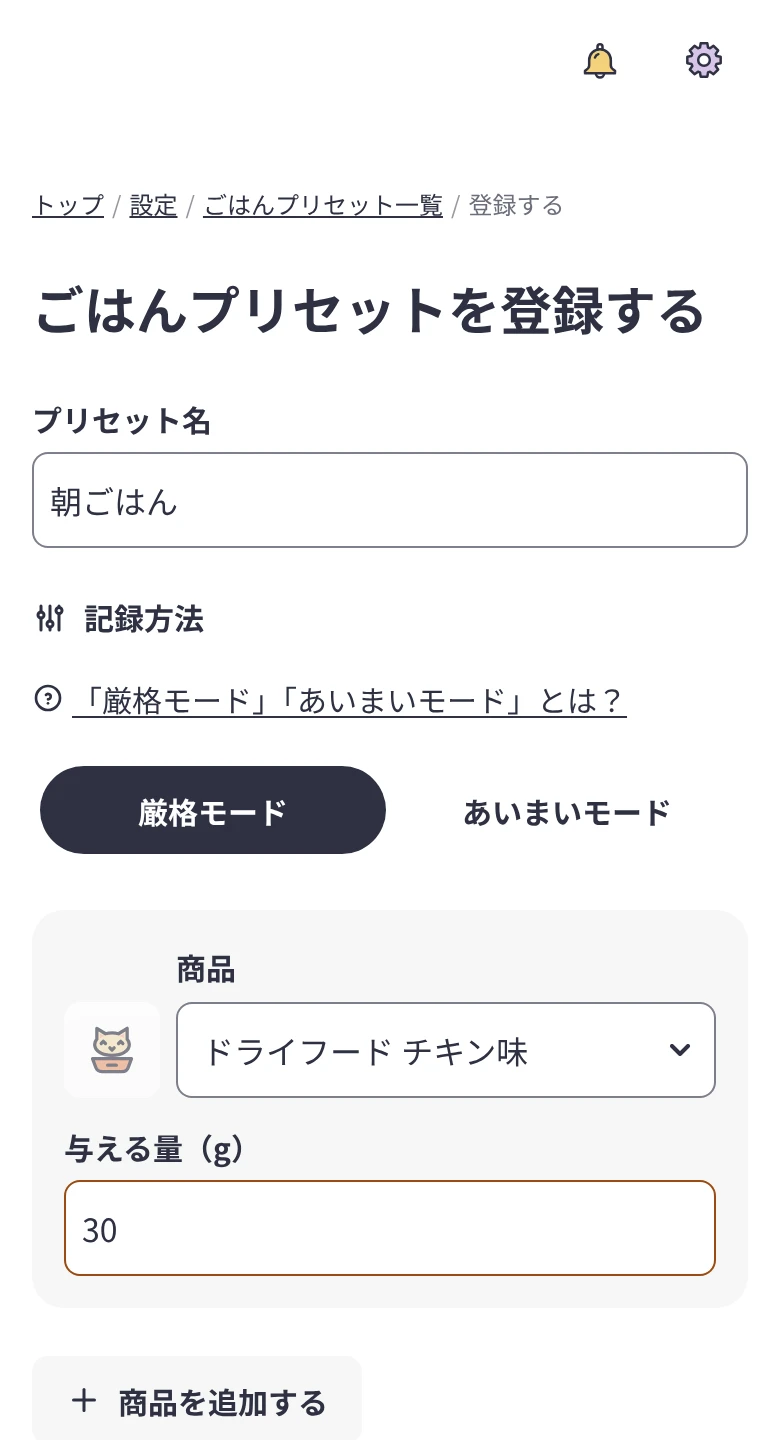 トップ / 設定 / ごはんプリセット一覧 / 登録する
ごはんプリセットを登録する
プリセット名
朝ごはん
記録方法
「厳格モード」「あいまいモード」とは？
厳格モード
あいまいモード
商品
ドライフード チキン味
与える量（g）
30
商品を追加する